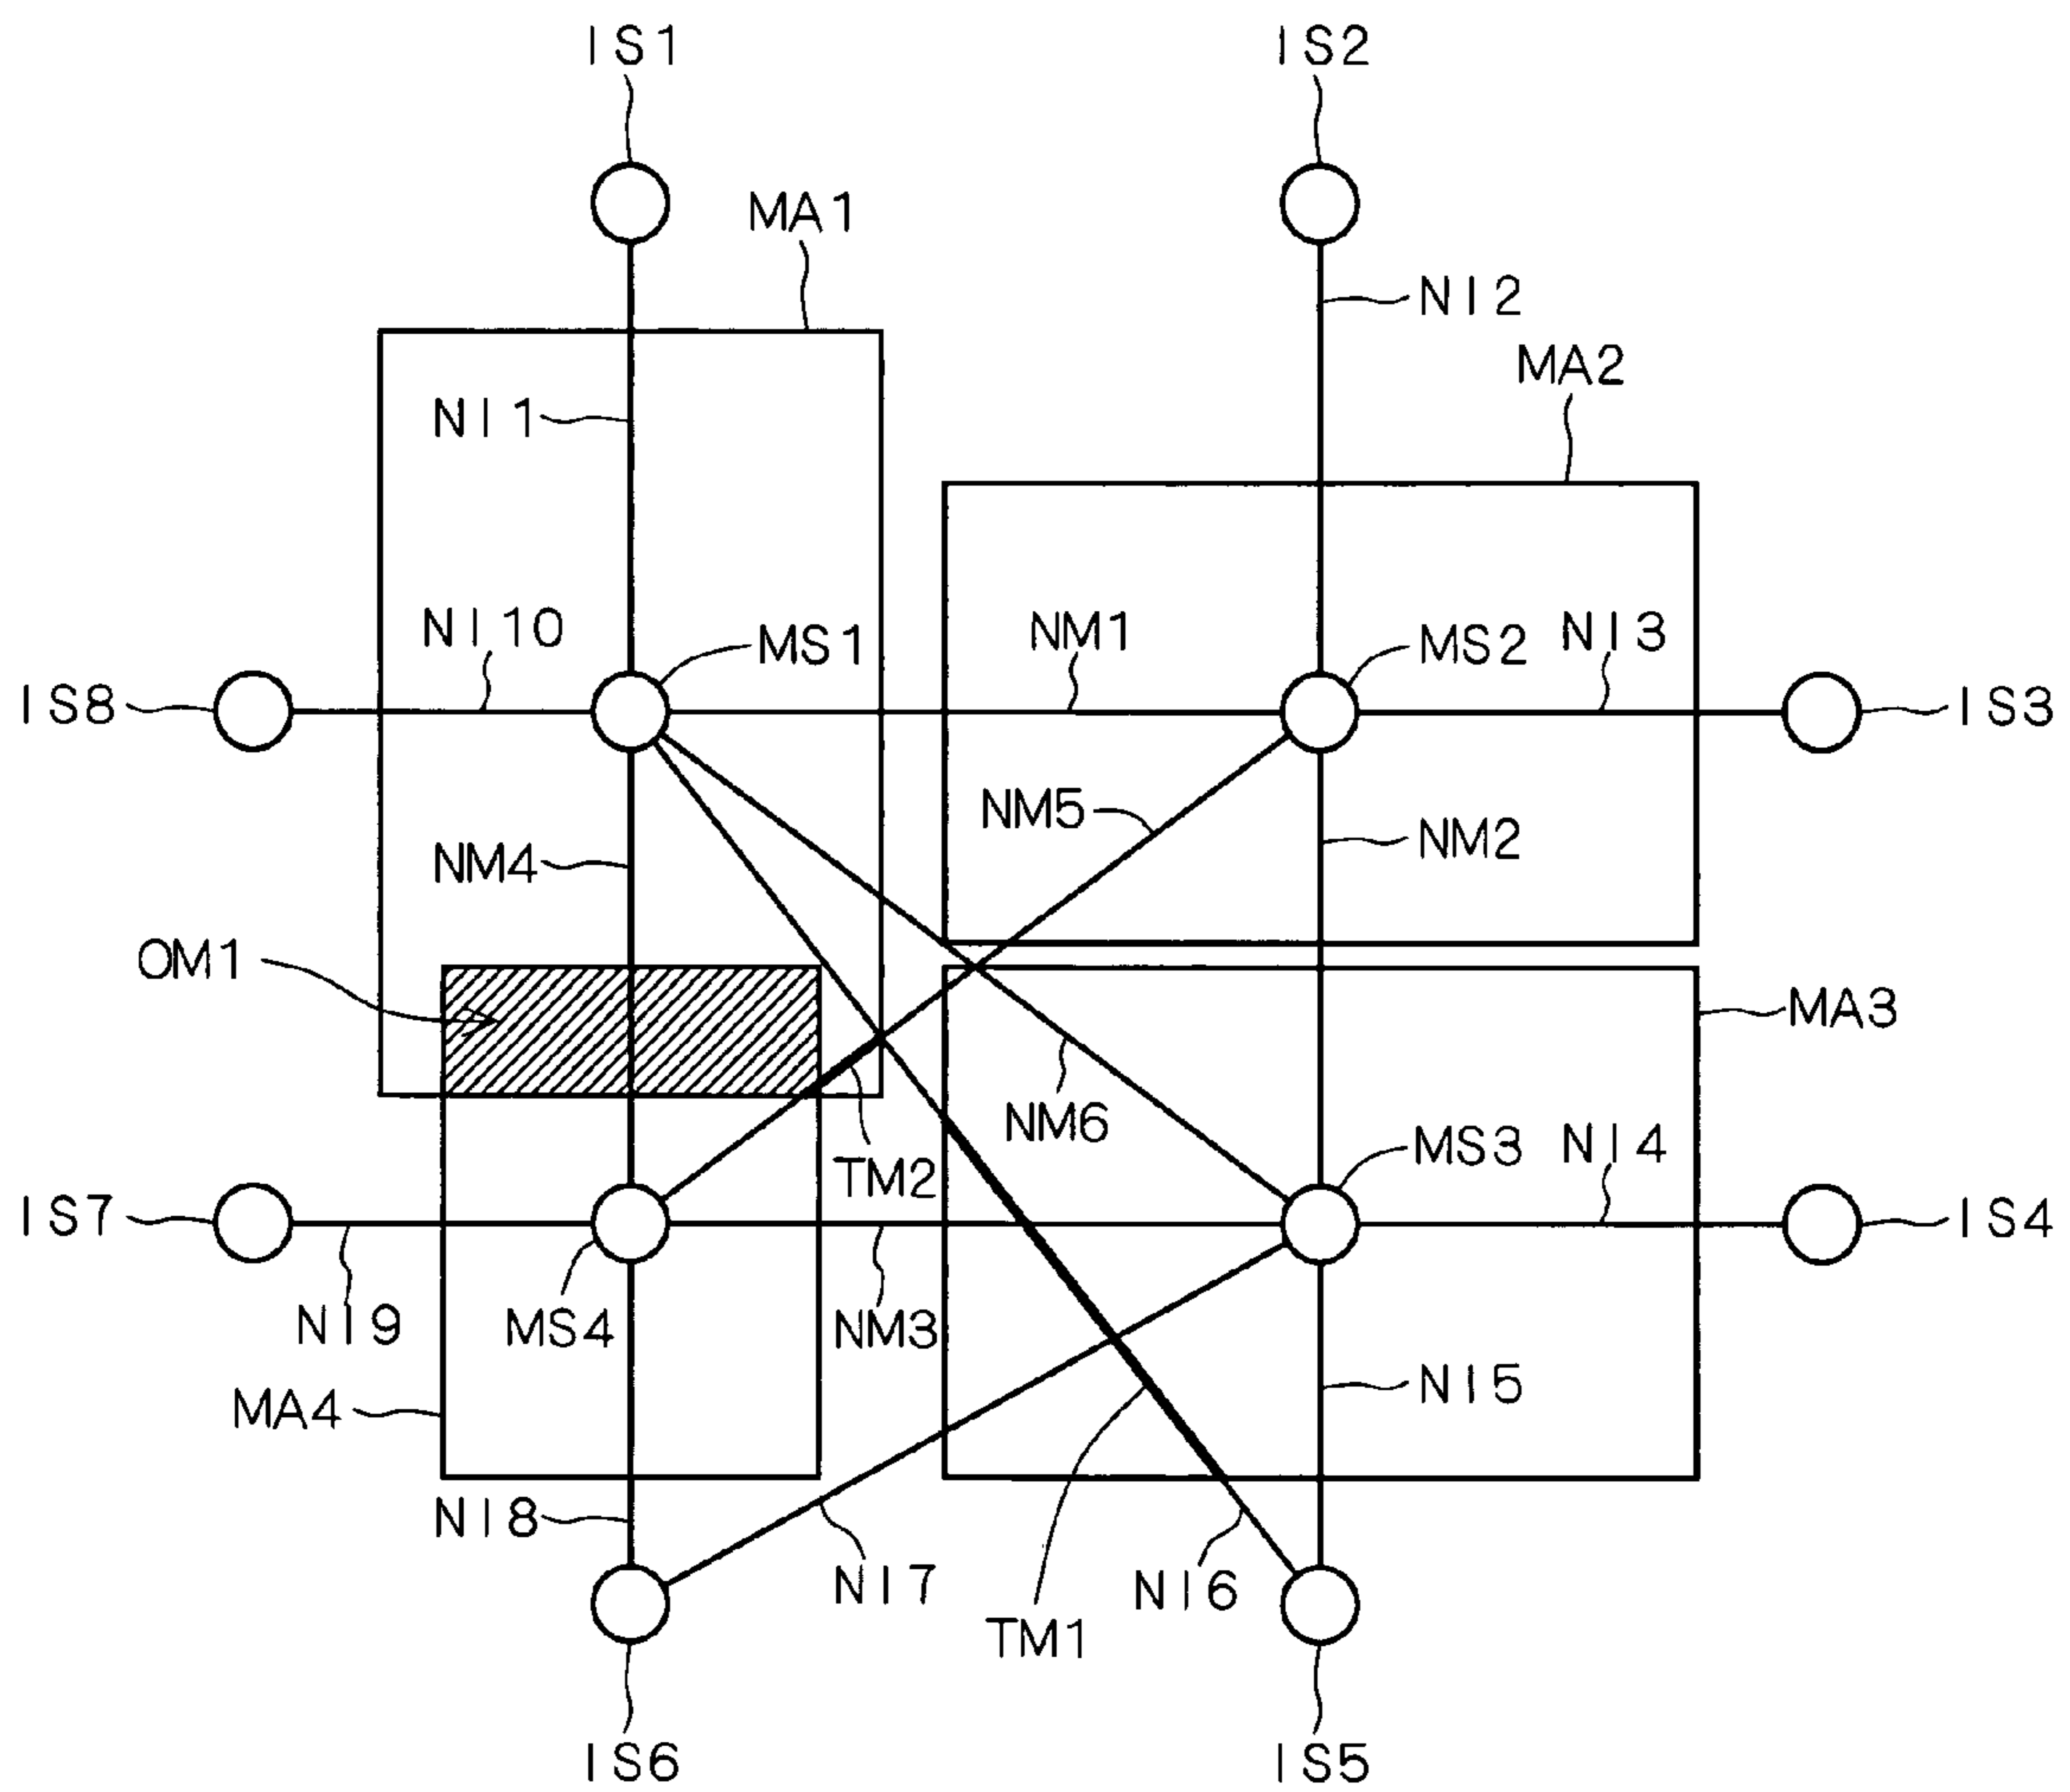 IS1
IS2
MA1
NI2
MA2
NI1
NI10
MS1
NM1
MS2
NI3
IS8
IS3
NM5
NM2
NM4
OM1
MA3
NM6
MS3
NI4
TM2
IS7
IS4
NI9
MS4
NM3
NI5
MA4
NI8
NI7
NI6
TM1
IS6
IS5